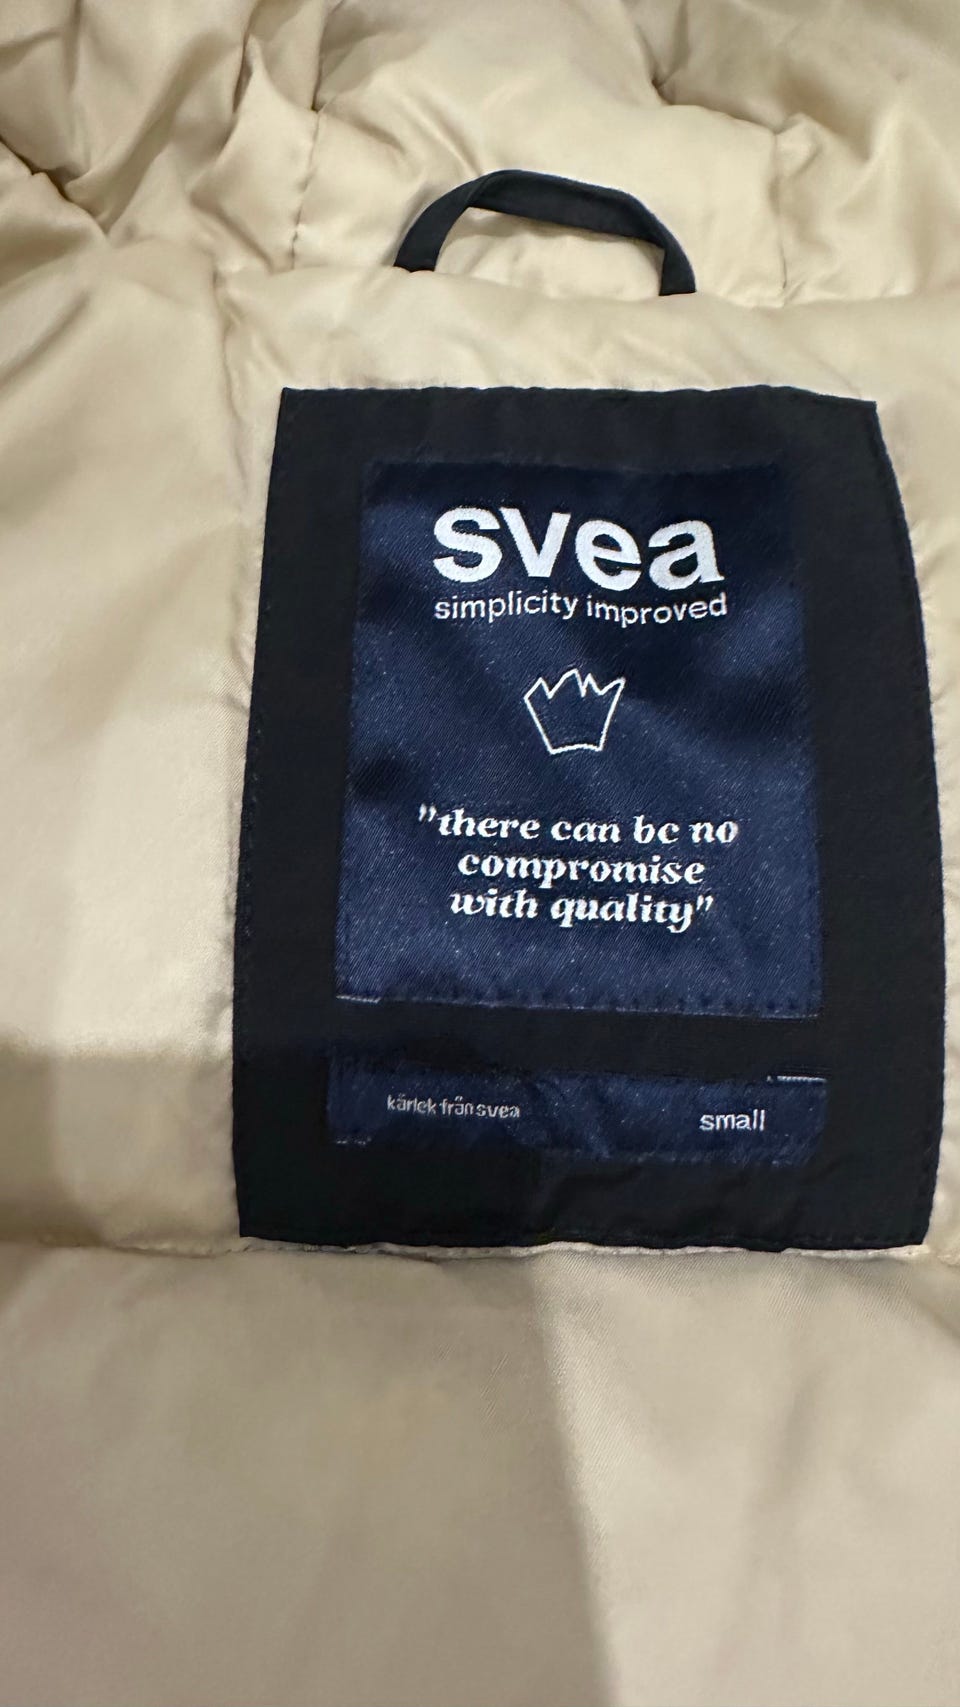 svea
simplicity improved
"there can be no
compromise
with quality"
kärlek från svea
small